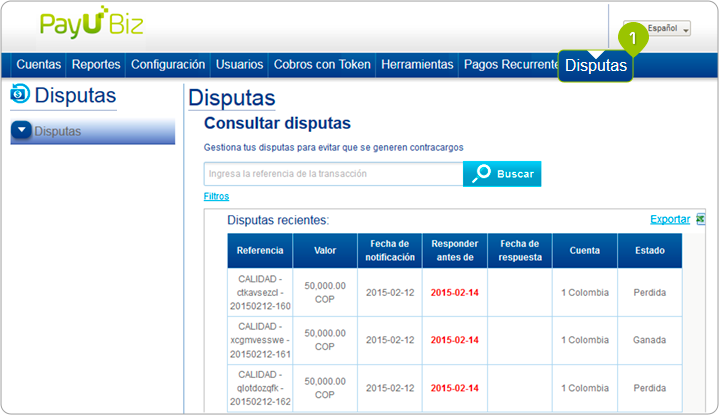 PayU Biz
Español
1
Cuentas Reportes Configuración Usuarios Cobros con Token Herramientas Pagos Recurrente Disputas
Disputas
Disputas
Disputas
Consultar disputas
Gestiona tus disputas para evitar que se generen contracargos
Ingresa la referencia de la transacción Buscar
Filtros
Disputas recientes: Exportar
Referencia Valor Fecha de notificación Responder antes de Fecha de respuesta Cuenta Estado
CALIDAD -
ctkavsezcl - 50,000.00 COP 2015-02-12 2015-02-14 1 Colombia Perdida
20150212-160
CALIDAD -
xcgmvesswe - 50,000.00 COP 2015-02-12 2015-02-14 1 Colombia Ganada
20150212-161
CALIDAD -
qlotdozqfk - 50,000.00 COP 2015-02-12 2015-02-14 1 Colombia Perdida
20150212-162